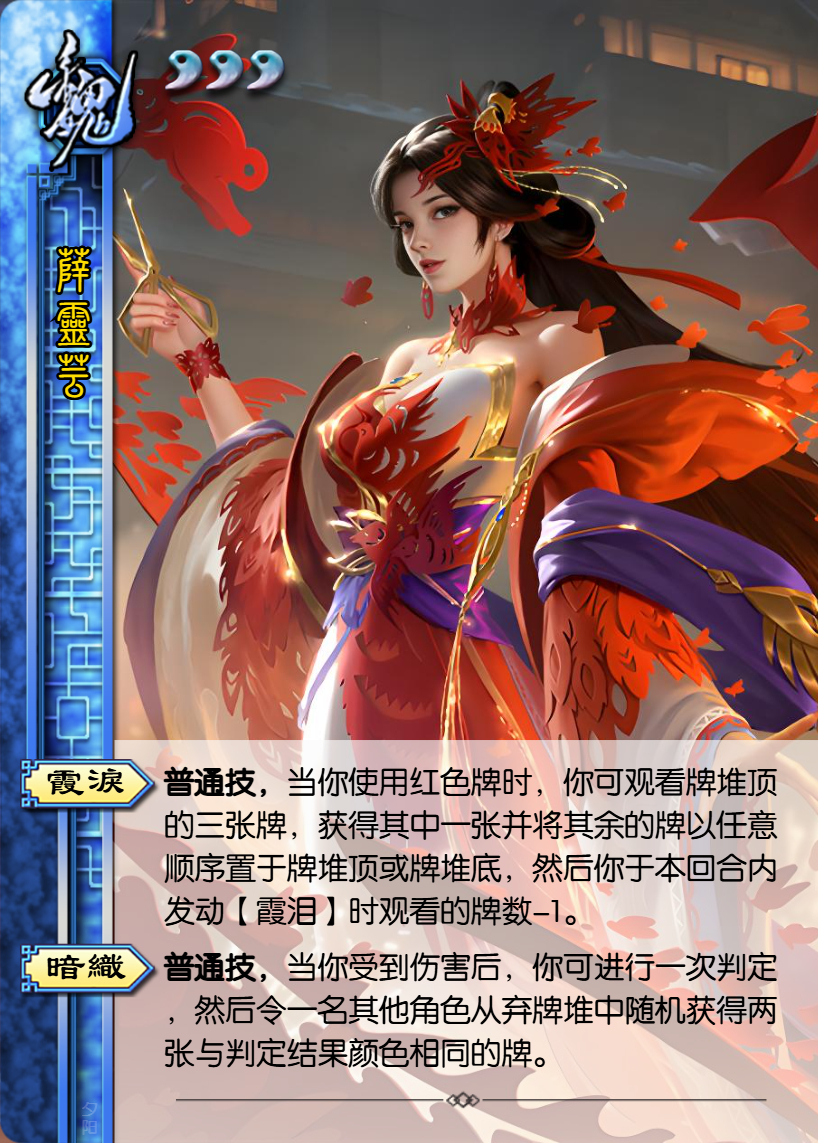 魏
薛靈芸
霞淚
普通技，当你使用红色牌时，你可观看牌堆顶
的三张牌，获得其中一张并将其余的牌以任意
顺序置于牌堆顶或牌堆底，然后你于本回合内
发动【霞泪】时观看的牌数-1。
暗織
普通技，当你受到伤害后，你可进行一次判定
，然后令一名其他角色从弃牌堆中随机获得两
张与判定结果颜色相同的牌。
夕阳